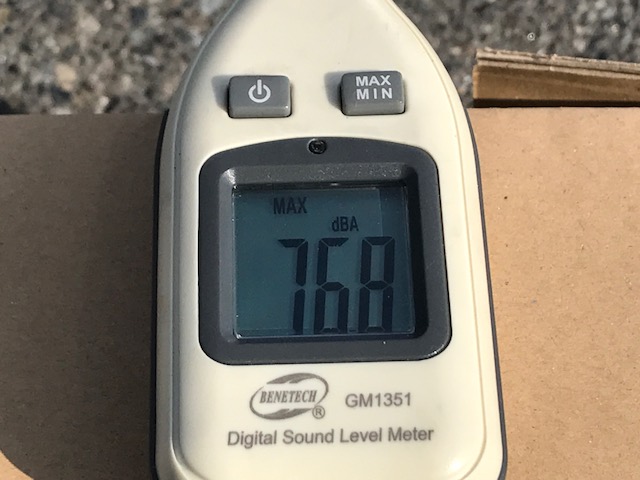 MAX
MIN
MAX
dBA
76.8
BENETECH ®
GM1351
Digital Sound Level Meter